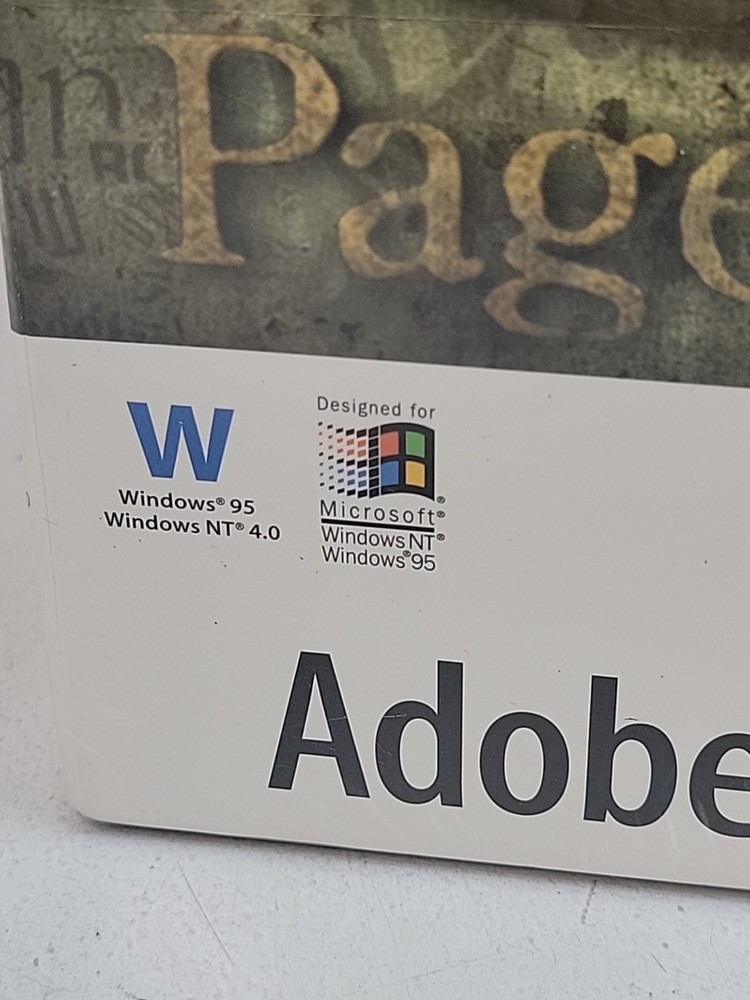 Page
W
Windows® 95
Windows NT® 4.0
Designed for
Microsoft®
Windows NT®
Windows®95
Adobe